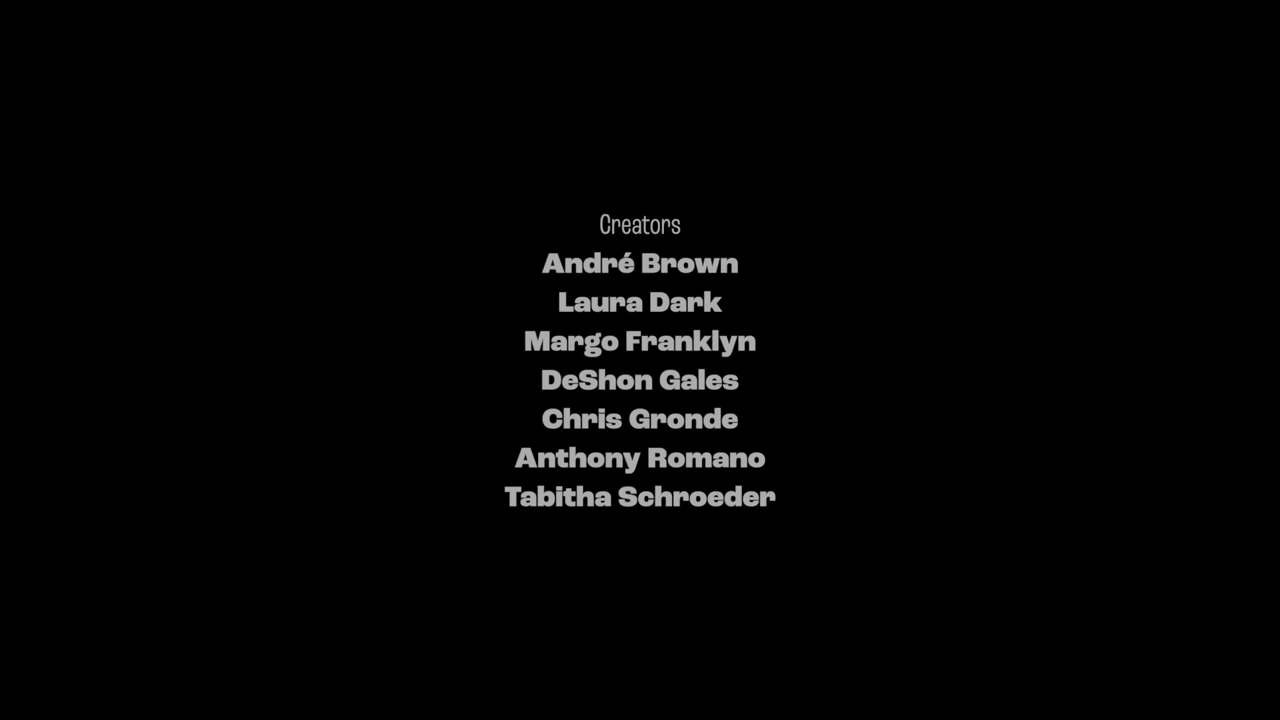 Creators
André Brown
Laura Dark
Margo Franklyn
DeShon Gales
Chris Gronde
Anthony Romano
Tabitha Schroeder